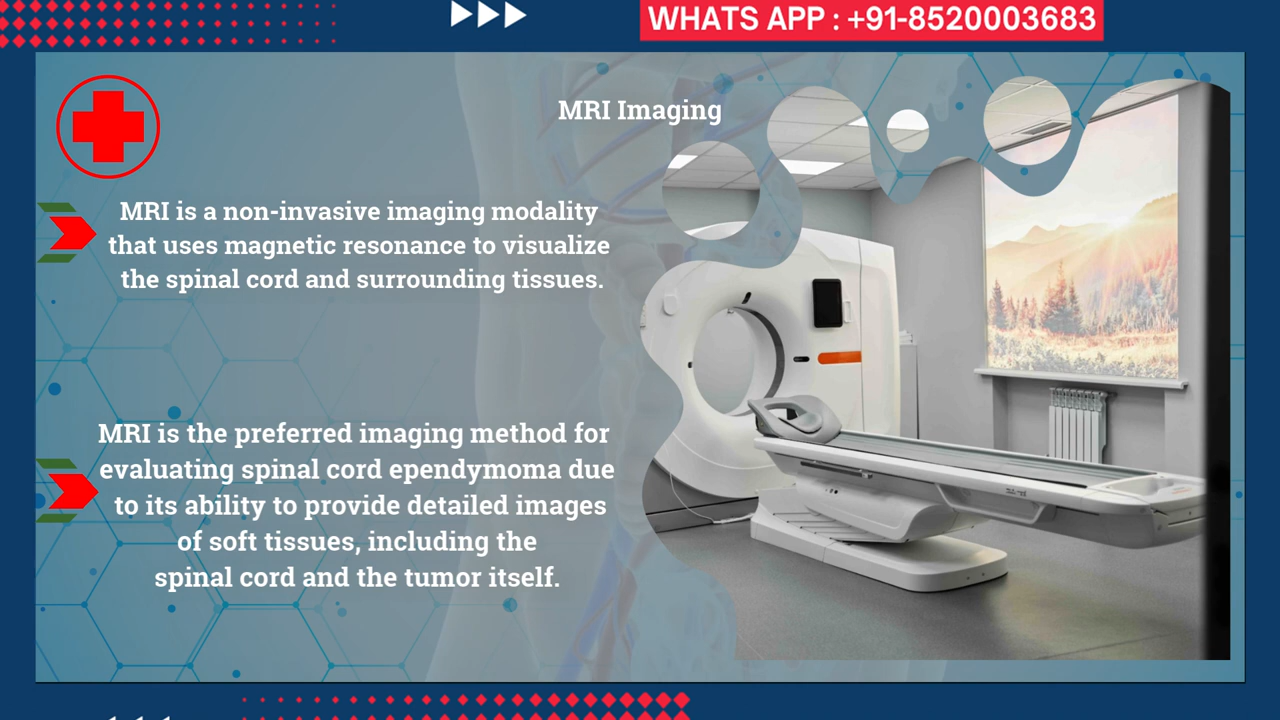 WHATS APP : +91-8520003683
MRI Imaging
MRI is a non-invasive imaging modality
that uses magnetic resonance to visualize
the spinal cord and surrounding tissues.
MRI is the preferred imaging method for
evaluating spinal cord ependymoma due
to its ability to provide detailed images
of soft tissues, including the
spinal cord and the tumor itself.